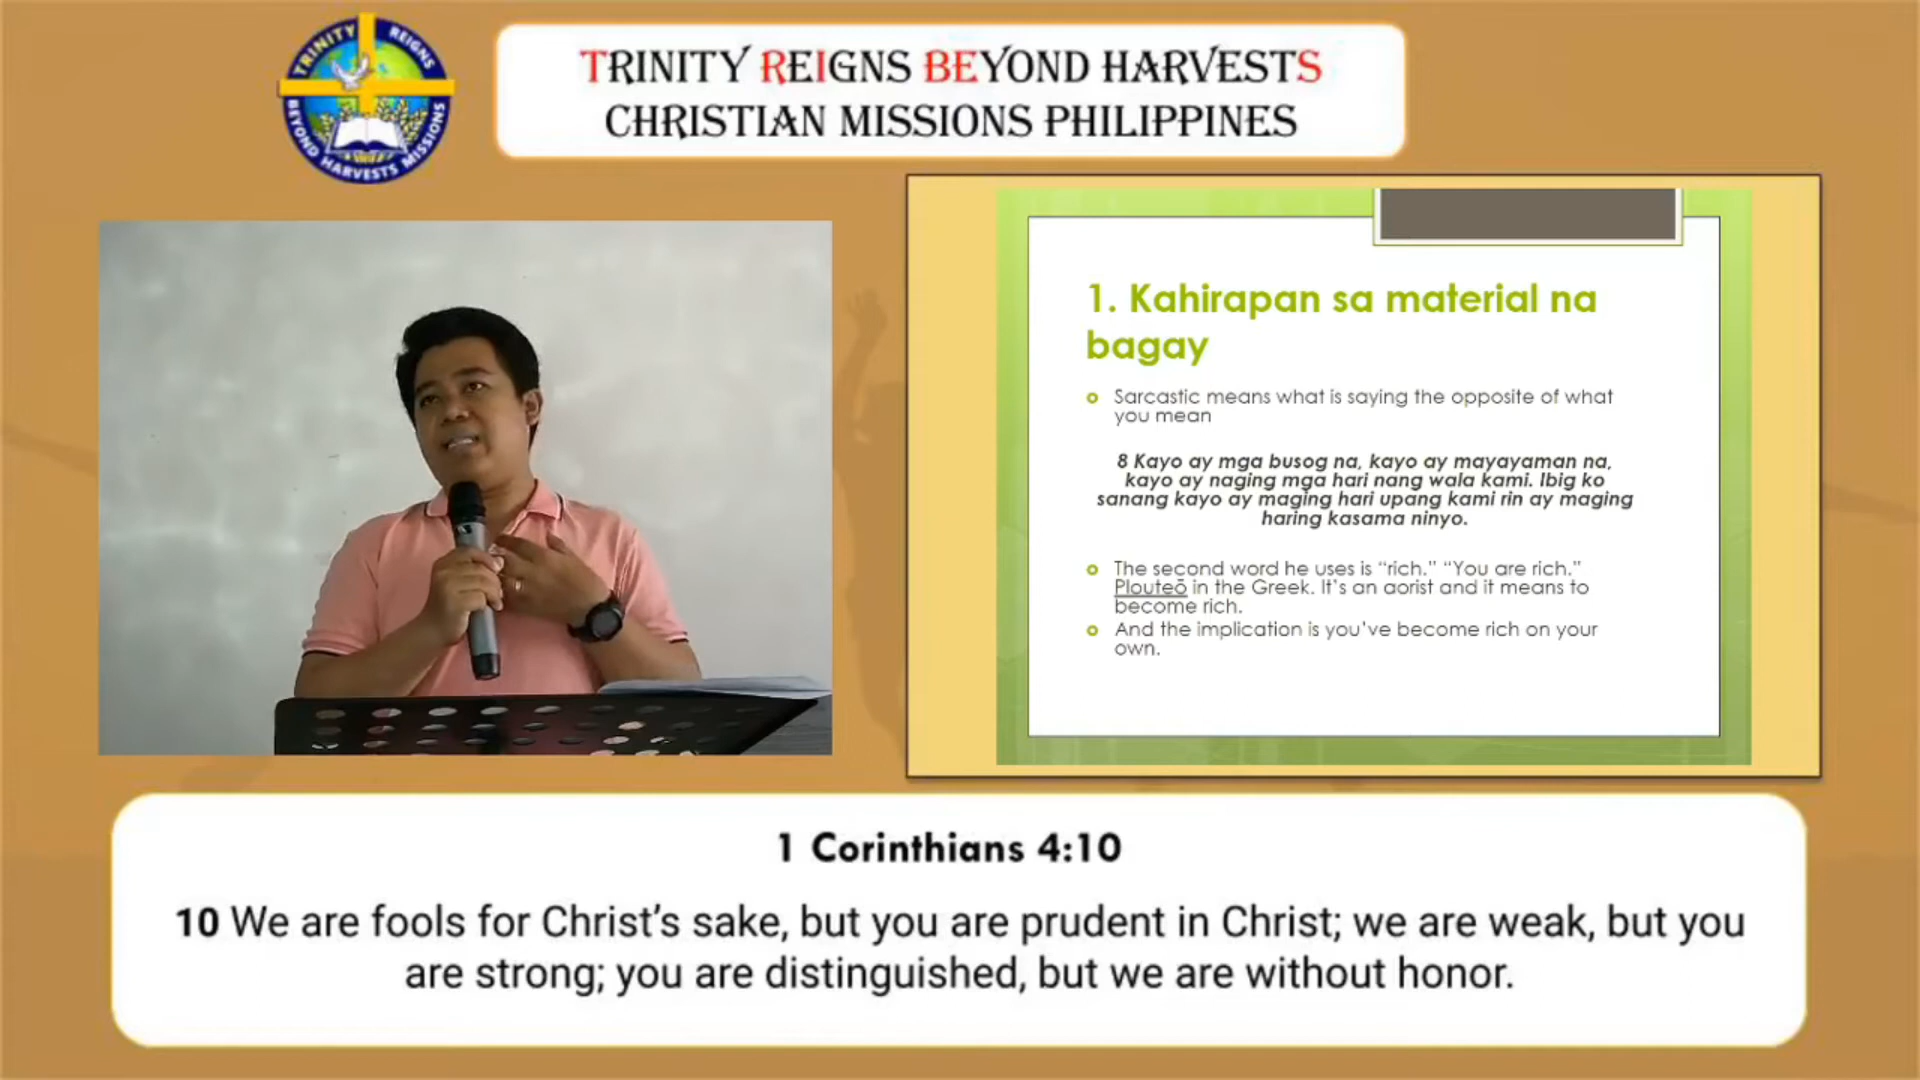 TRINITY REIGNS
BEYOND HARVESTS MISSIONS
TRINITY REIGNS BEYOND HARVESTS
CHRISTIAN MISSIONS PHILIPPINES
1. Kahirapan sa material na
bagay
Sarcastic means what is saying the opposite of what
you mean
8 Kayo ay mga busog na, kayo ay mayayaman na,
kayo ay naging mga hari nang wala kami. Ibig ko
sanang kayo ay maging hari upang kami rin ay maging
haring kasama ninyo.
The second word he uses is “rich.” “You are rich.”
Plouteō in the Greek. It’s an aorist and it means to
become rich.
And the implication is you’ve become rich on your
own.
1 Corinthians 4:10
10 We are fools for Christ’s sake, but you are prudent in Christ; we are weak, but you
are strong; you are distinguished, but we are without honor.